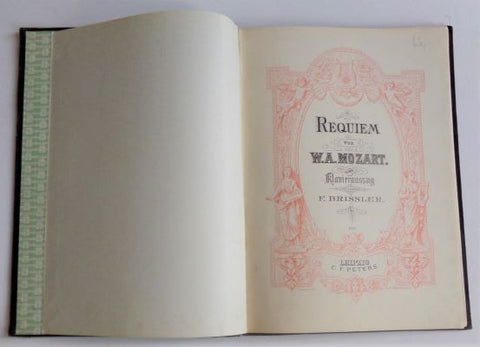 REQUIEM
VON
W.A. MOZART.
Klavierauszug
F. BRISSLER.
LEIPZIG
C. F. PETERS